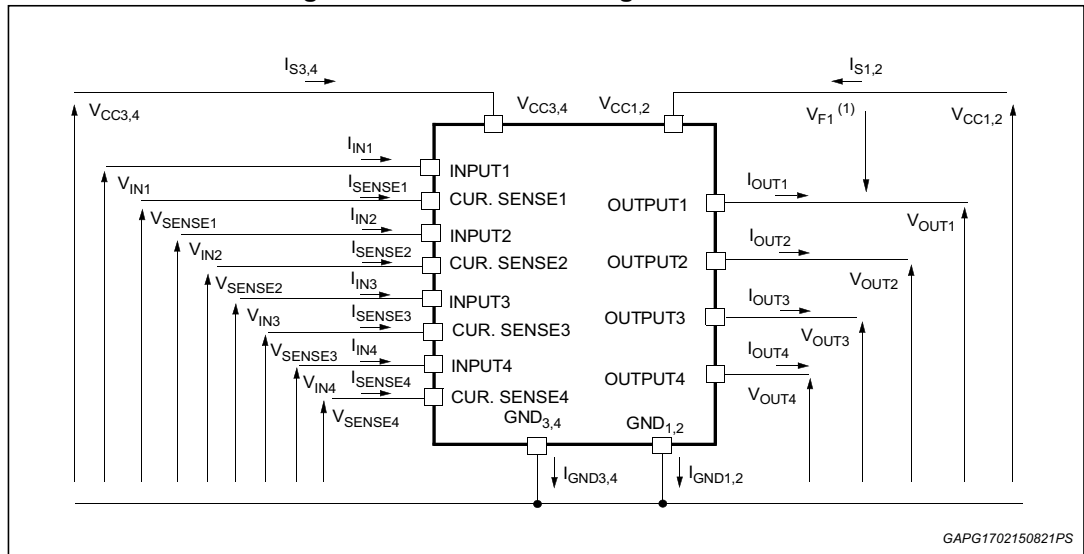 I_S3,4
I_S1,2
V_CC3,4
V_CC3,4
V_CC1,2
V_F1 (1)
V_CC1,2
I_IN1
INPUT1
V_IN1
I_SENSE1
CUR. SENSE1
OUTPUT1
I_OUT1
V_SENSE1
I_IN2
INPUT2
V_OUT1
V_IN2
I_SENSE2
CUR. SENSE2
OUTPUT2
I_OUT2
V_SENSE2
I_IN3
INPUT3
V_OUT2
V_IN3
I_SENSE3
CUR. SENSE3
OUTPUT3
I_OUT3
V_SENSE3
I_IN4
INPUT4
V_OUT3
V_IN4
I_SENSE4
CUR. SENSE4
OUTPUT4
I_OUT4
V_SENSE4
V_OUT4
GND_3,4
GND_1,2
I_GND3,4
I_GND1,2
GAPG1702150821PS